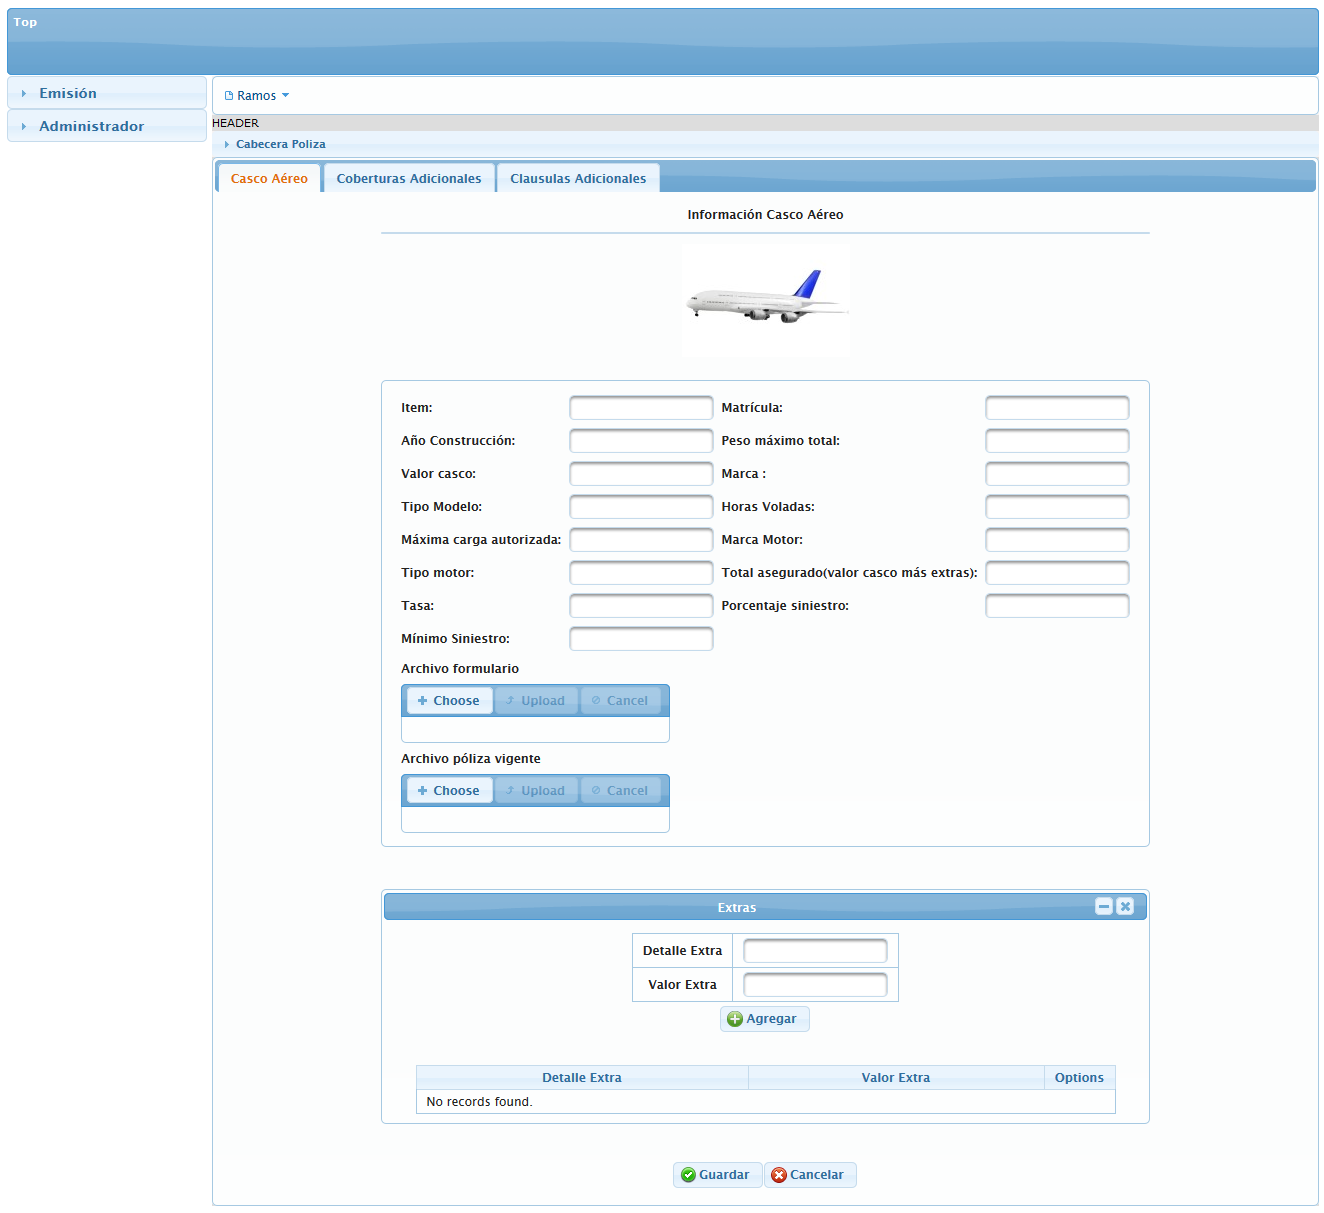 Top
Emisión
Administrador
Ramos
HEADER
Cabecera Poliza
Casco Aéreo Coberturas Adicionales Clausulas Adicionales
Información Casco Aéreo
Item: Matrícula:
Año Construcción: Peso máximo total:
Valor casco: Marca :
Tipo Modelo: Horas Voladas:
Máxima carga autorizada: Marca Motor:
Tipo motor: Total asegurado(valor casco más extras):
Tasa: Porcentaje siniestro:
Mínimo Siniestro:
Archivo formulario
Choose Upload Cancel
Archivo póliza vigente
Choose Upload Cancel
Extras
Detalle Extra
Valor Extra
Agregar
Detalle Extra Valor Extra Options
No records found.
Guardar Cancelar